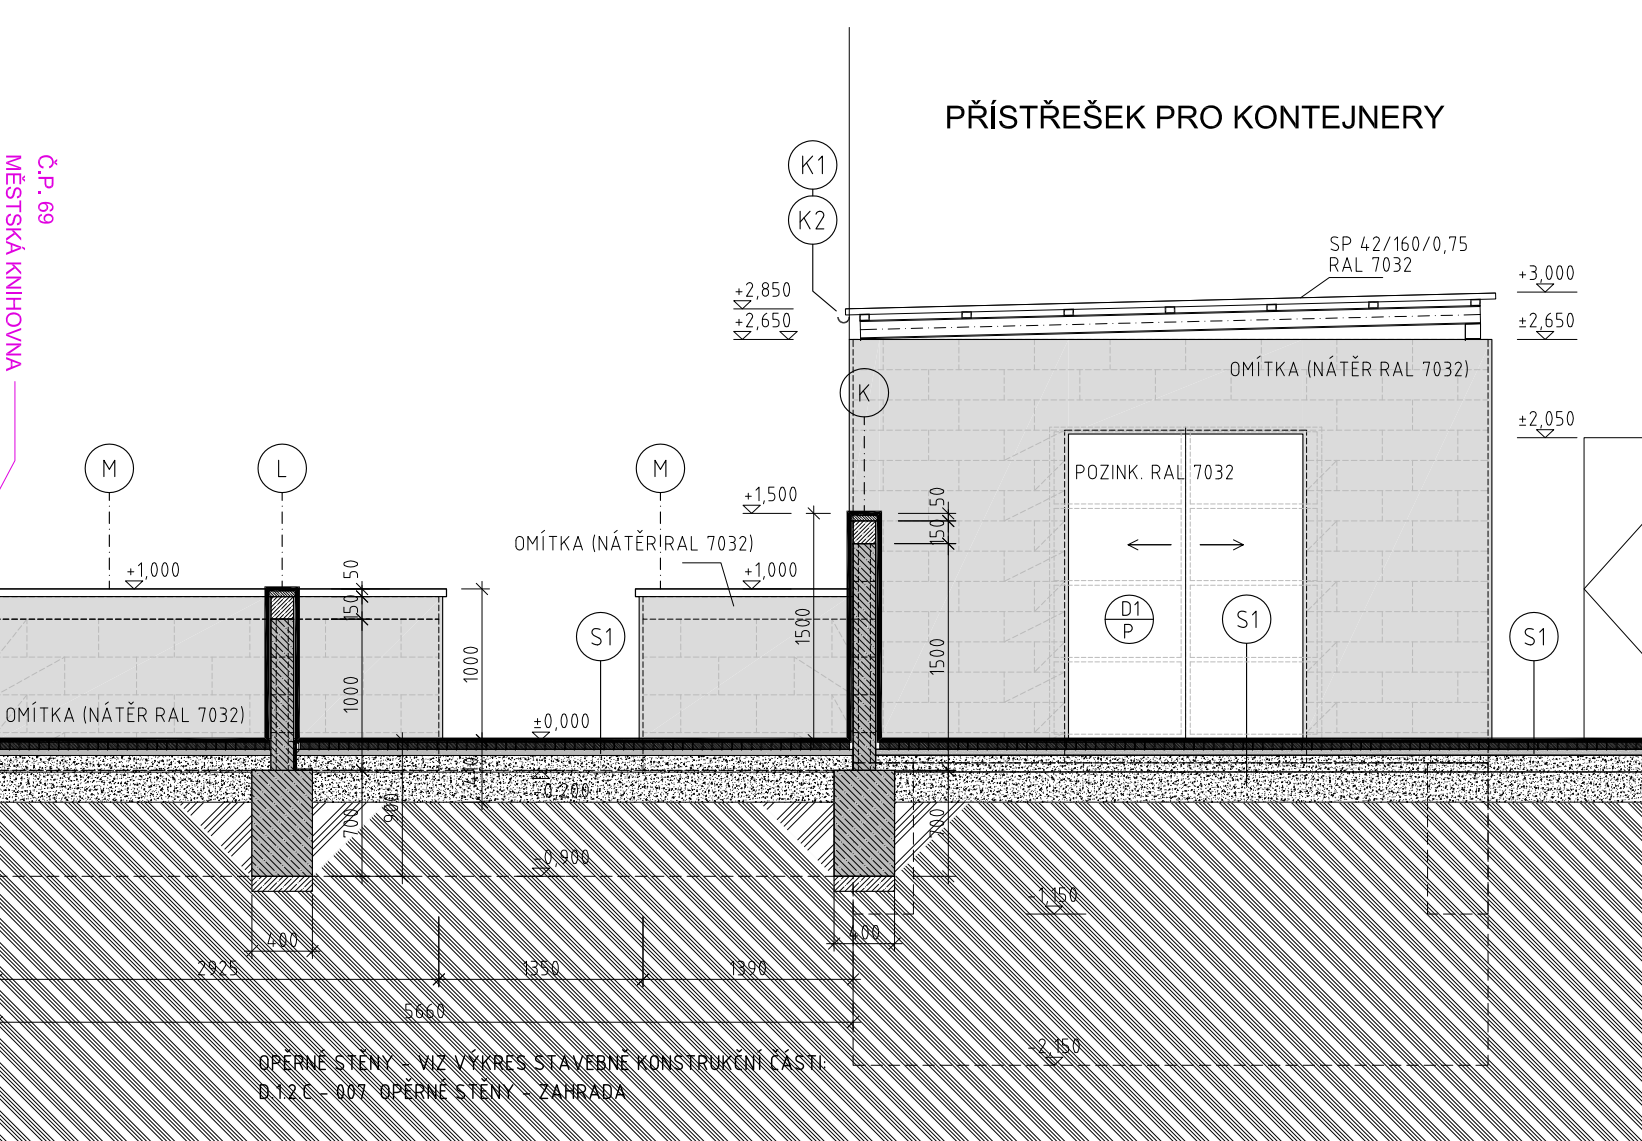 PŘÍSTŘEŠEK PRO KONTEJNERY
Č.P. 69
MĚSTSKÁ KNIHOVNA
K1
K2
SP 42/160/0,75
RAL 7032
+3,000
+2,850
+2,650
±2,650
OMÍTKA (NÁTĚR RAL 7032)
K
±2,050
M
L
M
POZINK. RAL 7032
+1,500
50
150
OMÍTKA (NÁTĚR RAL 7032)
+1,000
+1,000
50
150
D1
P
S1
S1
S1
1500
1500
1000
1000
OMÍTKA (NÁTĚR RAL 7032)
±0,000
-0,200
700
900
700
-0,900
-1,150
400
400
2925
1350
1390
5660
-2,150
OPĚRNÉ STĚNY - VIZ VÝKRES STAVEBNĚ KONSTRUKČNÍ ČÁSTI:
D.1.2.C - 007 OPĚRNÉ STĚNY - ZAHRADA